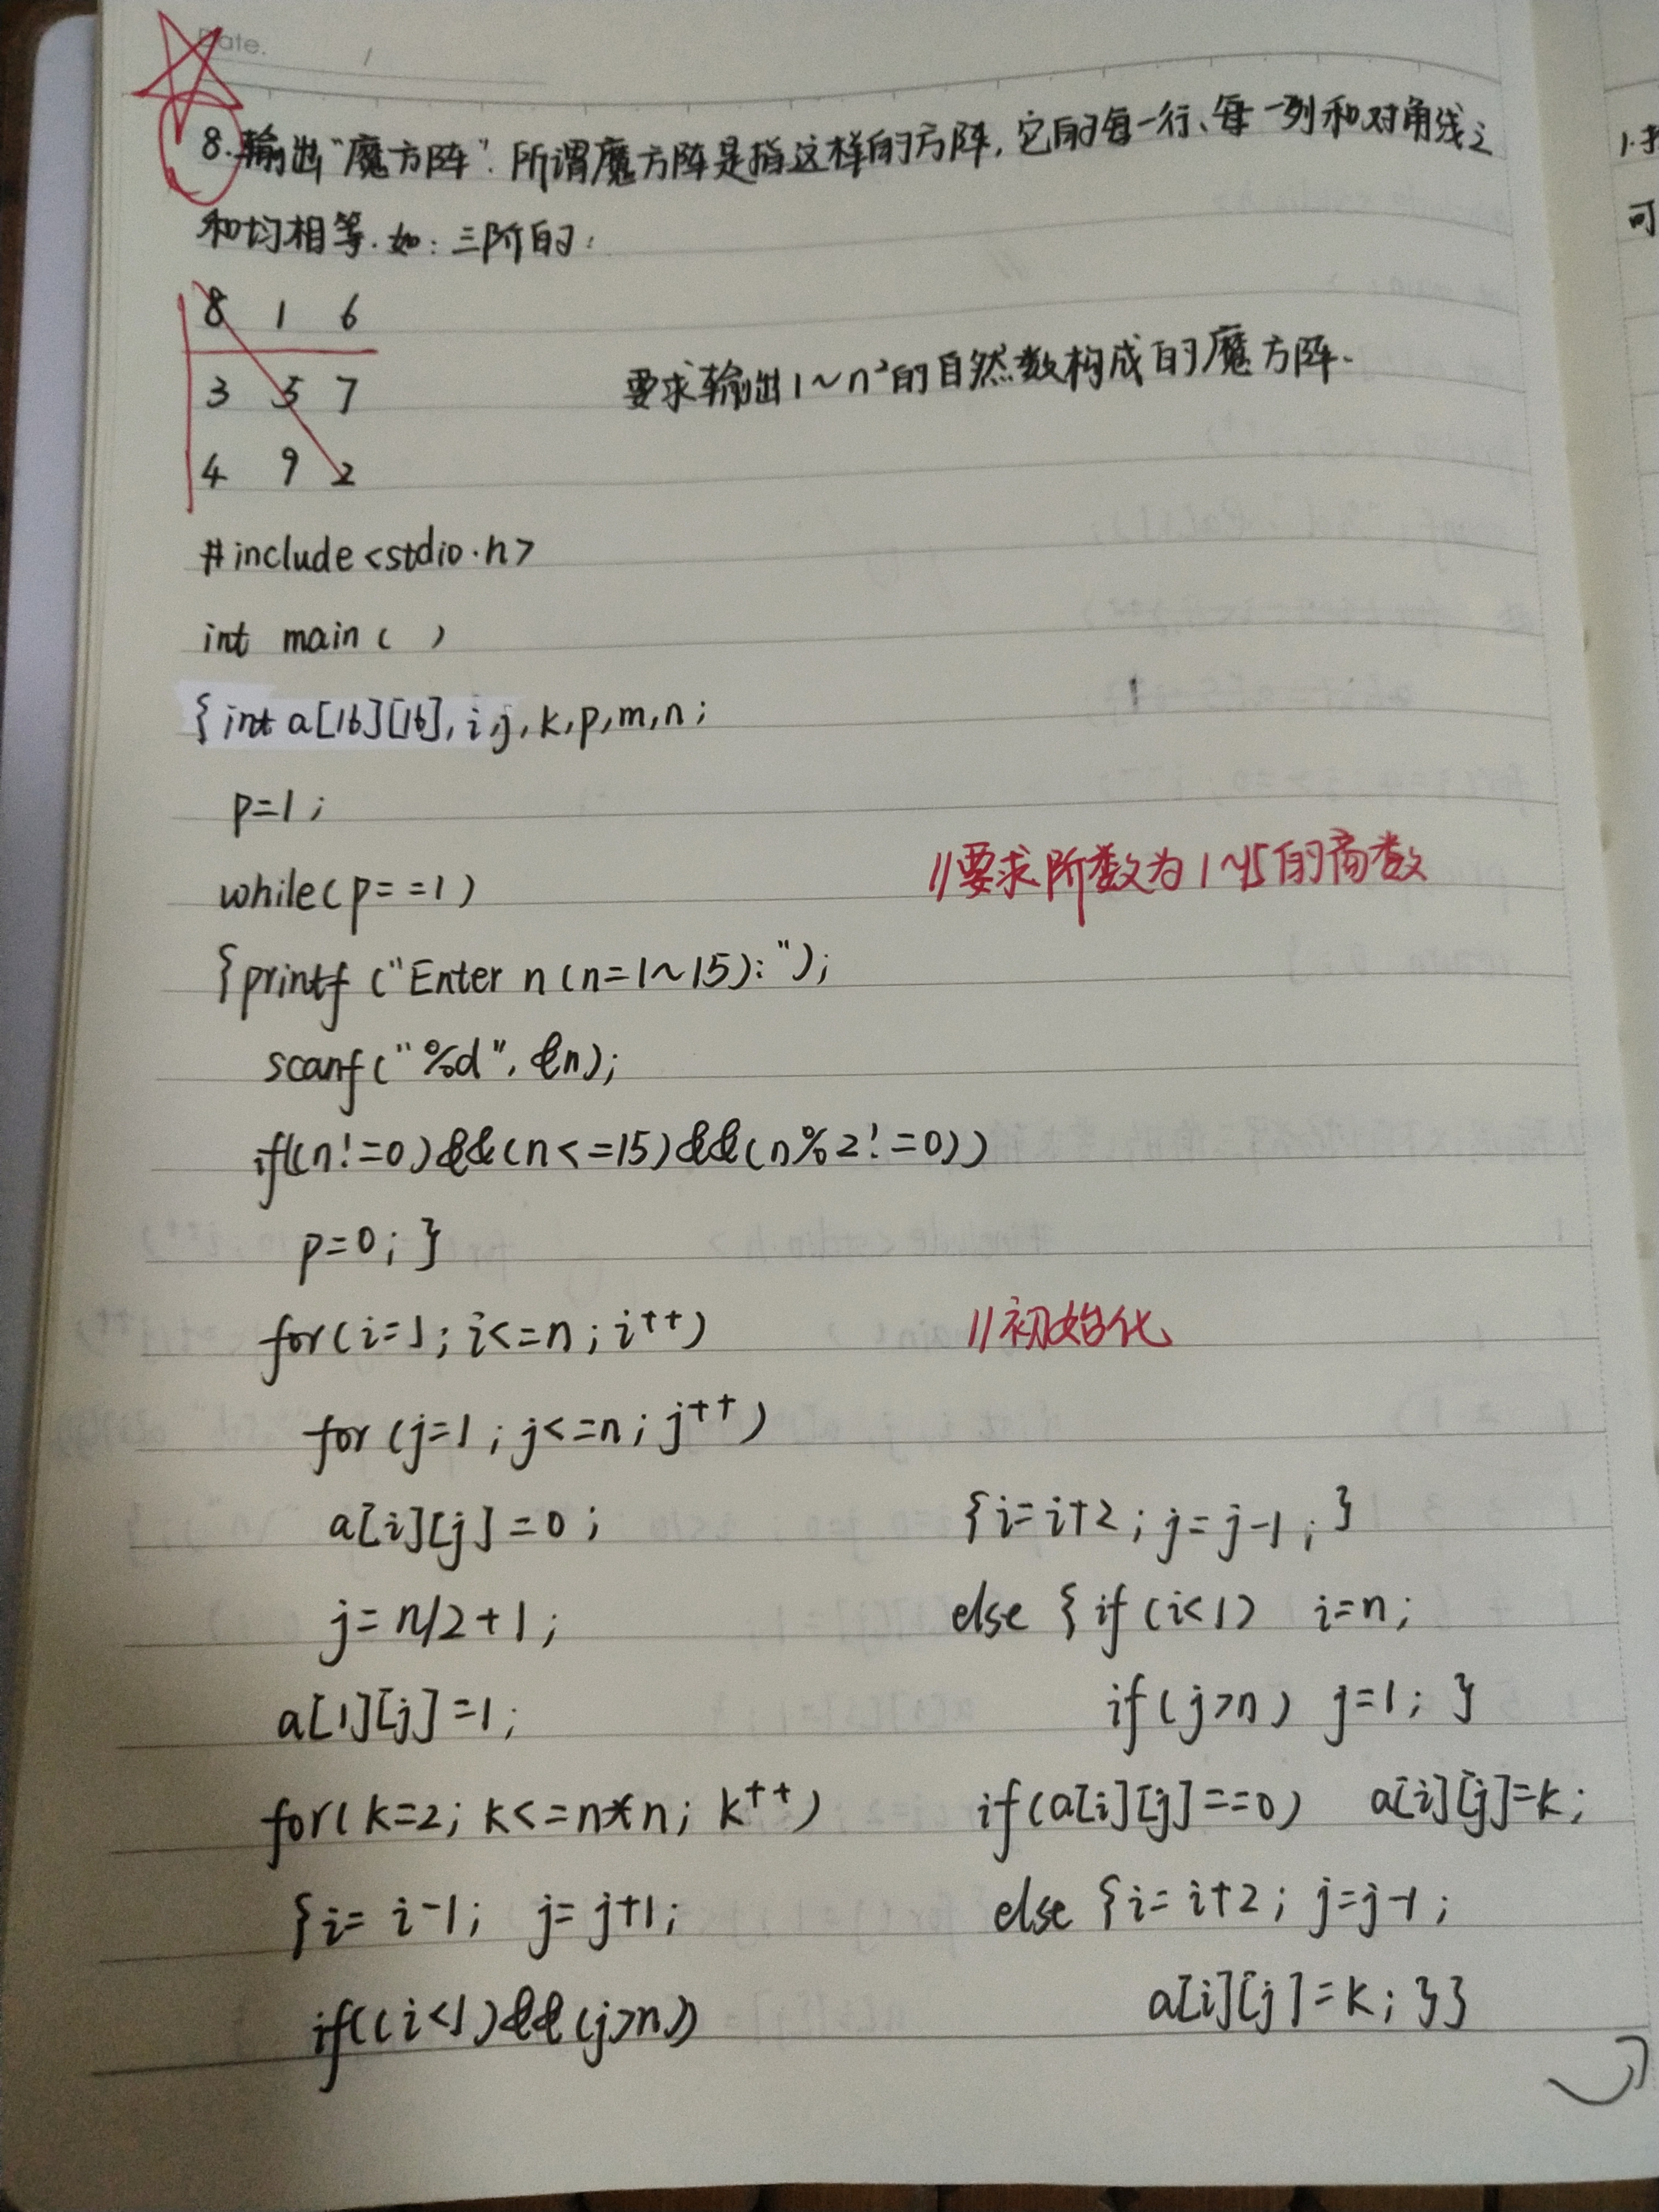 Date.
8. 输出“魔方阵”. 所谓魔方阵是指这样的方阵, 它的每一行、每一列和对角线之
和均相等. 如: 三阶的:
8 1 6
3 5 7
4 9 2
要求输出1~n²的自然数构成的魔方阵.
#include<stdio.h>
int main( )
{int a[16][16], i,j,k,p,m,n;
p=1;
while(p==1) //要求阶数为1~15的奇数
{printf("Enter n(n=1~15):");
scanf("%d", &n);
if((n!=0)&&(n<=15)&&(n%2!=0))
p=0; }
for(i=1; i<=n; i++) //初始化
for(j=1; j<=n; j++)
a[i][j]=0;
j=n/2+1;
a[1][j]=1;
for(k=2; k<=n*n; k++)
{i=i-1; j=j+1;
if((i<1)&&(j>n))
{i=i+2; j=j-1; }
else {if(i<1) i=n;
if(j>n) j=1; }
if(a[i][j]==0) a[i][j]=k;
else {i=i+2; j=j-1;
a[i][j]=k; }}
1.
可